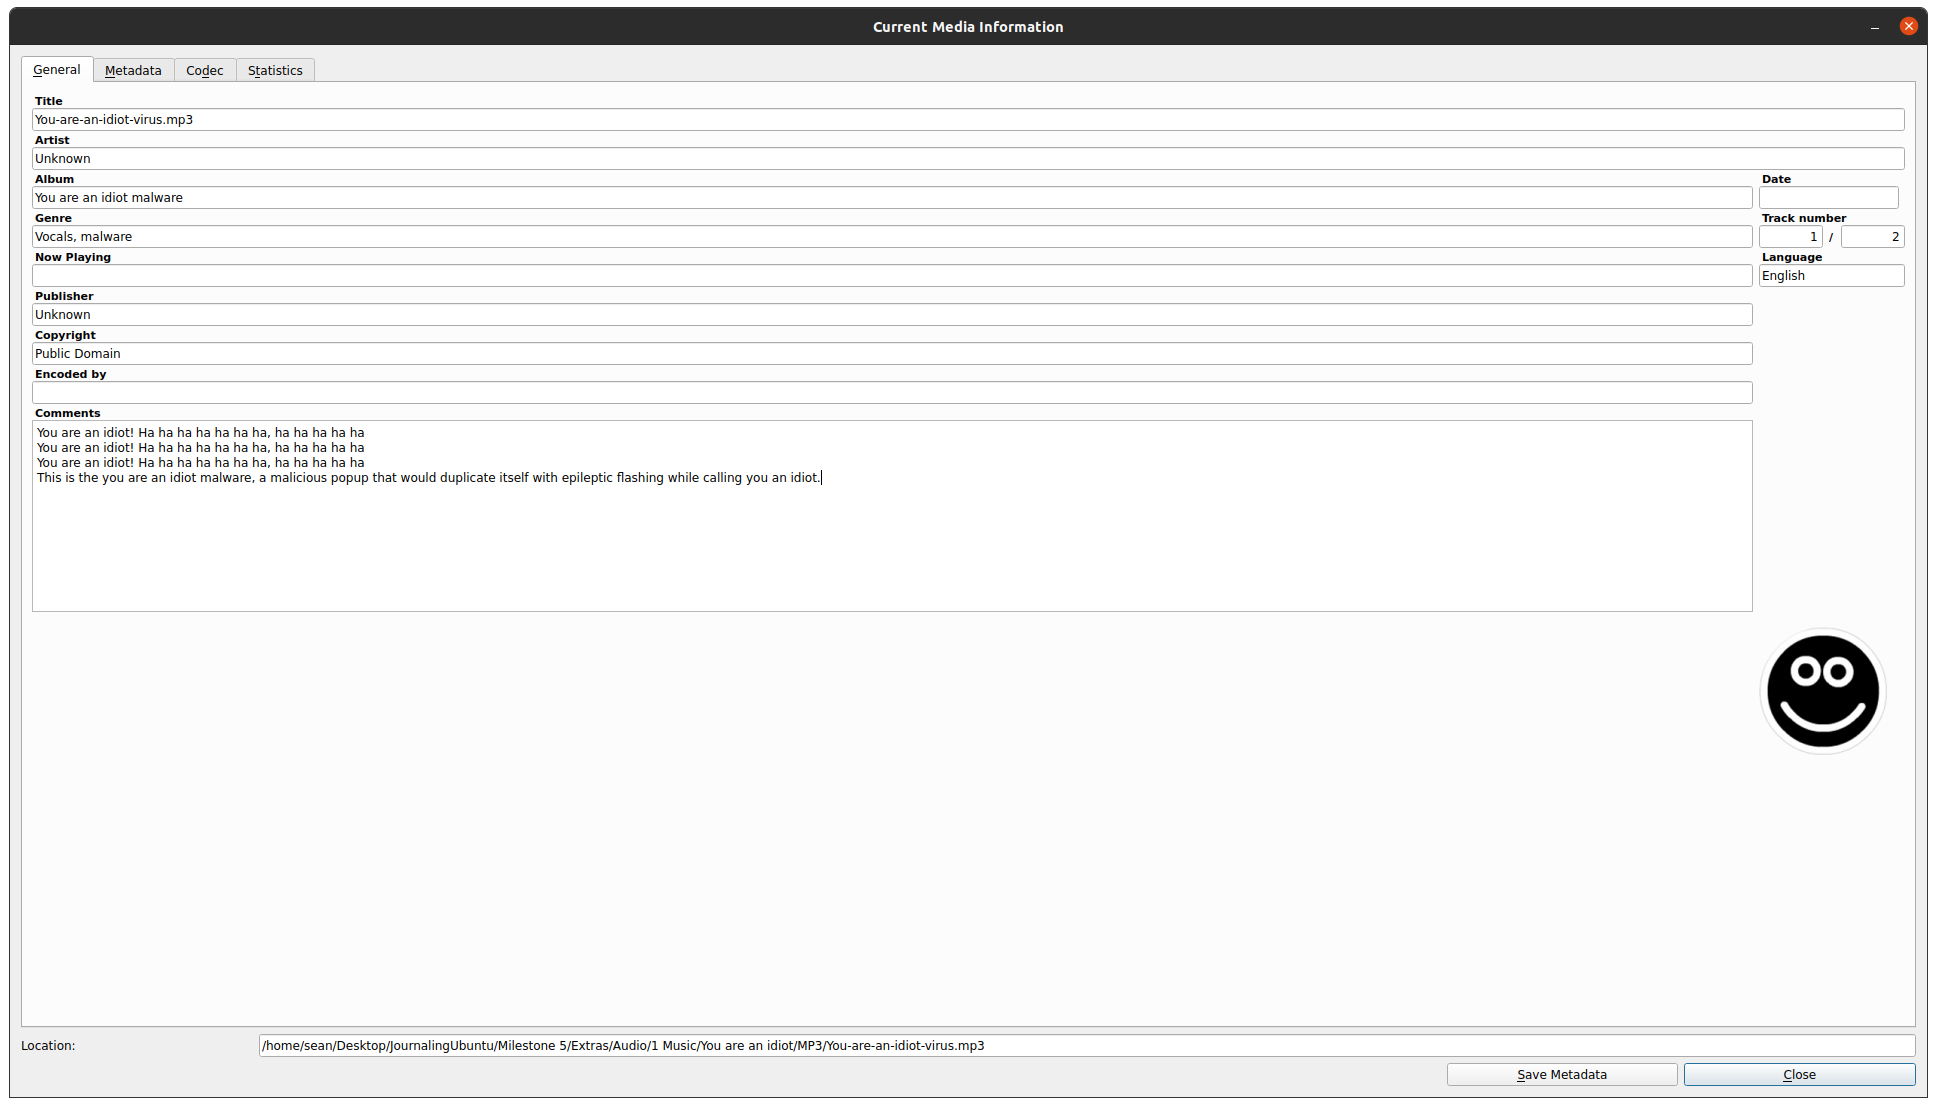 Current Media Information
General Metadata Codec Statistics
Title
You-are-an-idiot-virus.mp3
Artist
Unknown
Album
You are an idiot malware
Date
Genre
Vocals, malware
Track number
1 / 2
Now Playing
Language
English
Publisher
Unknown
Copyright
Public Domain
Encoded by
Comments
You are an idiot! Ha ha ha ha ha ha ha, ha ha ha ha ha
You are an idiot! Ha ha ha ha ha ha ha, ha ha ha ha ha
You are an idiot! Ha ha ha ha ha ha ha, ha ha ha ha ha
This is the you are an idiot malware, a malicious popup that would duplicate itself with epileptic flashing while calling you an idiot.
Location: /home/sean/Desktop/JournalingUbuntu/Milestone 5/Extras/Audio/1 Music/You are an idiot/MP3/You-are-an-idiot-virus.mp3
Save Metadata Close